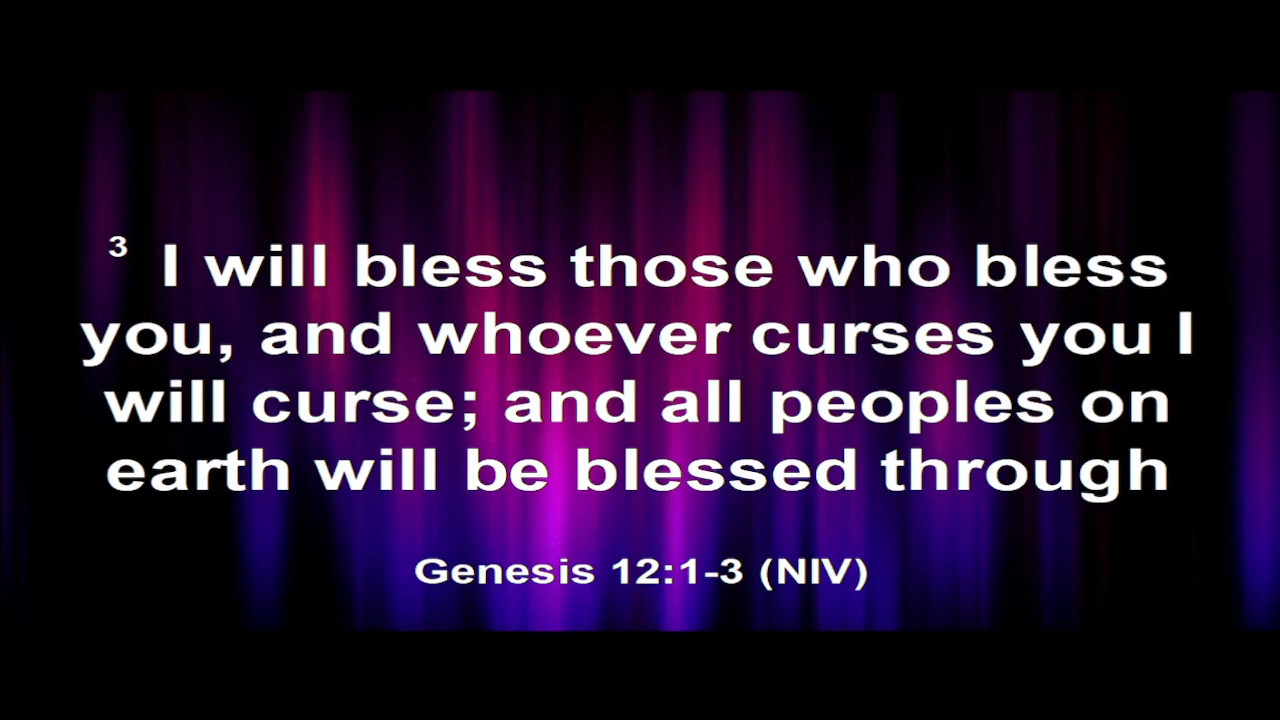 3 I will bless those who bless
you, and whoever curses you I
will curse; and all peoples on
earth will be blessed through
Genesis 12:1-3 (NIV)